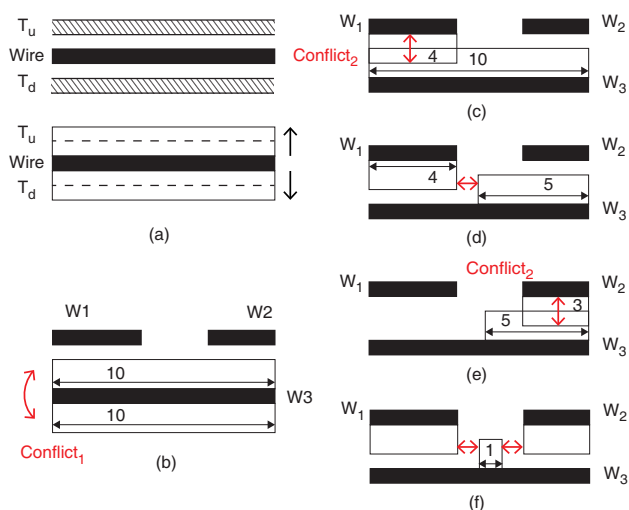 Tu
Wire
Td
Tu
Wire
Td
(a)
W1 W2
10
W3
10
Conflict1
(b)
W1 W2
Conflict2
4 10
W3
(c)
W1 W2
4 5
W3
(d)
Conflict2
W1 W2
3
5
W3
(e)
W1 W2
1
W3
(f)